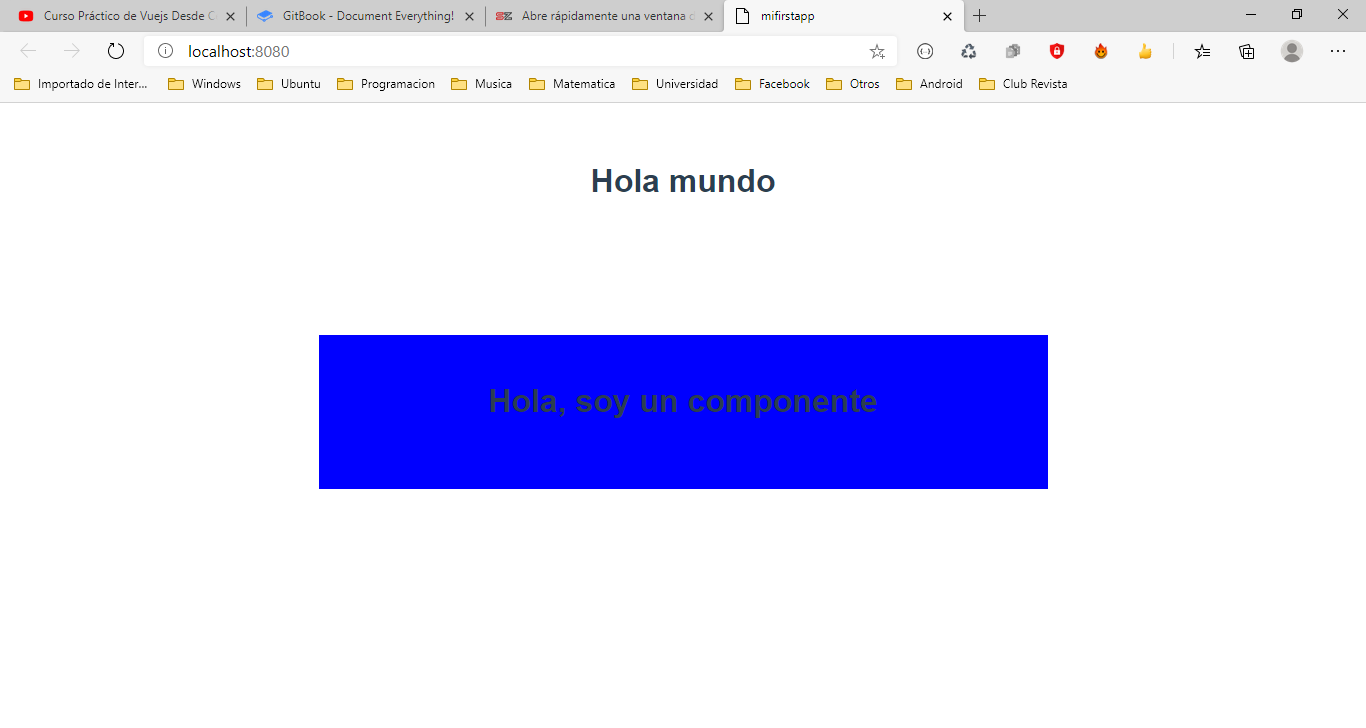 Curso Práctico de Vuejs Desde C
GitBook - Document Everything!
Abre rápidamente una ventana d
mifirstapp
localhost:8080
Importado de Inter...
Windows
Ubuntu
Programacion
Musica
Matematica
Universidad
Facebook
Otros
Android
Club Revista
Hola mundo
Hola, soy un componente